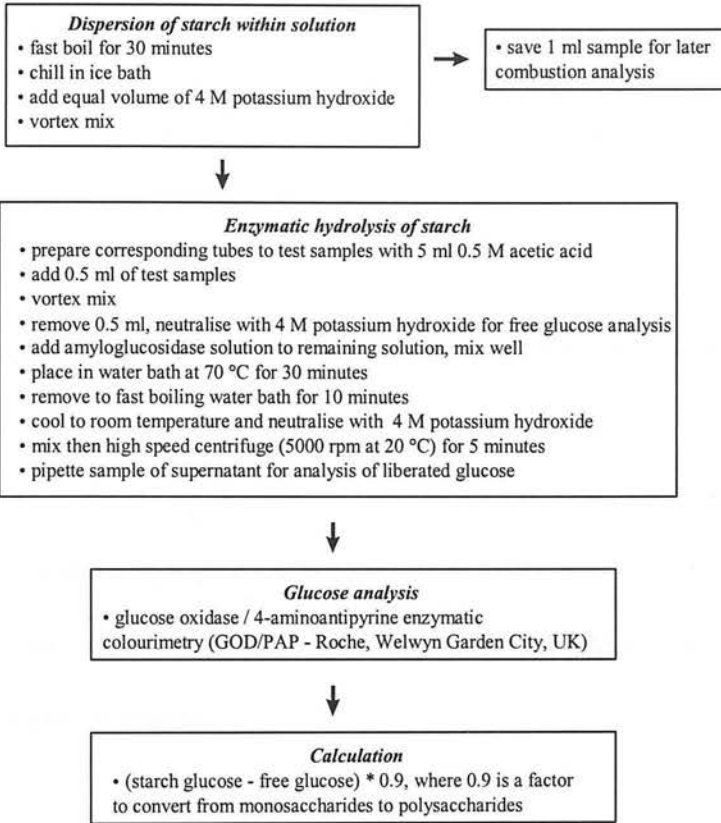 Dispersion of starch within solution
• fast boil for 30 minutes
• chill in ice bath
• add equal volume of 4 M potassium hydroxide
• vortex mix
• save 1 ml sample for later
combustion analysis
Enzymatic hydrolysis of starch
• prepare corresponding tubes to test samples with 5 ml 0.5 M acetic acid
• add 0.5 ml of test samples
• vortex mix
• remove 0.5 ml, neutralise with 4 M potassium hydroxide for free glucose analysis
• add amyloglucosidase solution to remaining solution, mix well
• place in water bath at 70 °C for 30 minutes
• remove to fast boiling water bath for 10 minutes
• cool to room temperature and neutralise with 4 M potassium hydroxide
• mix then high speed centrifuge (5000 rpm at 20 °C) for 5 minutes
• pipette sample of supernatant for analysis of liberated glucose
Glucose analysis
• glucose oxidase / 4-aminoantipyrine enzymatic
colourimetry (GOD/PAP - Roche, Welwyn Garden City, UK)
Calculation
• (starch glucose - free glucose) * 0.9, where 0.9 is a factor
to convert from monosaccharides to polysaccharides